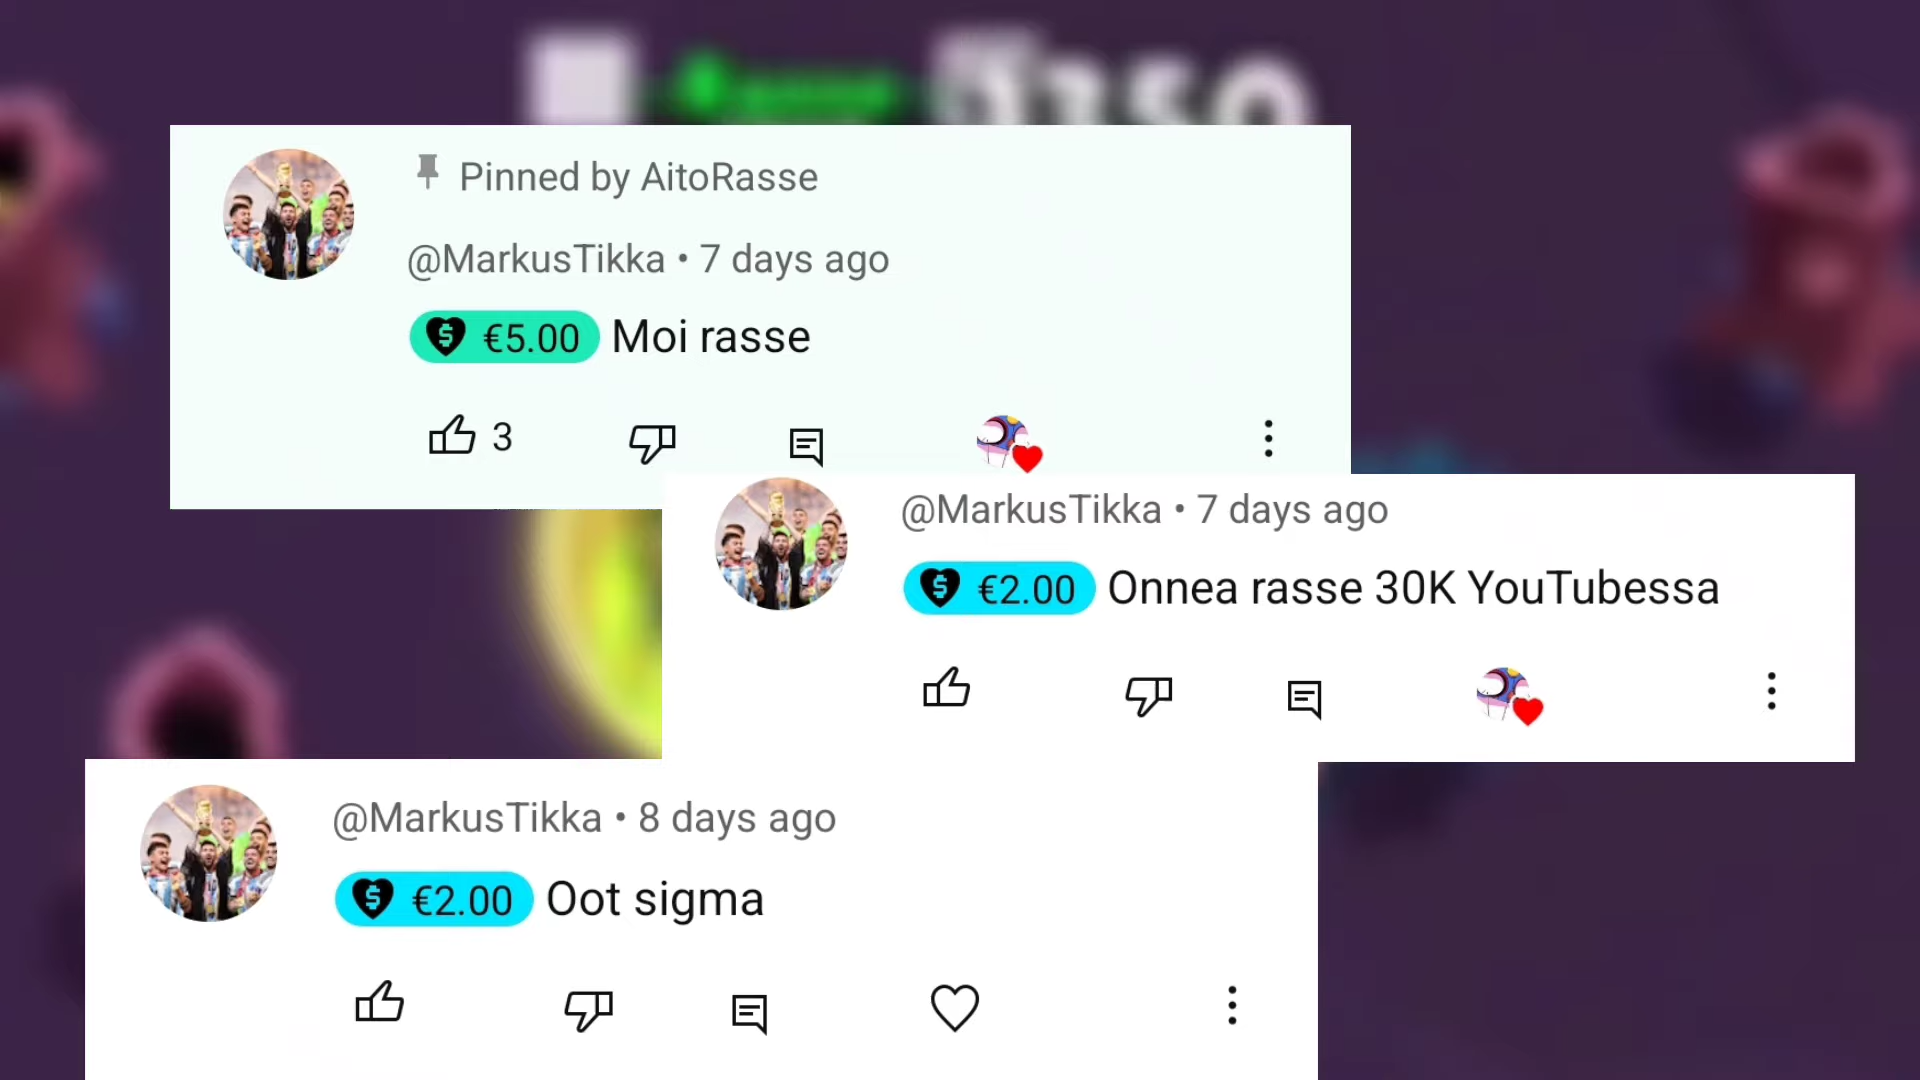 Pinned by AitoRasse
@MarkusTikka • 7 days ago
€5.00 Moi rasse
3
@MarkusTikka • 7 days ago
€2.00 Onnea rasse 30K YouTubessa
@MarkusTikka • 8 days ago
€2.00 Oot sigma